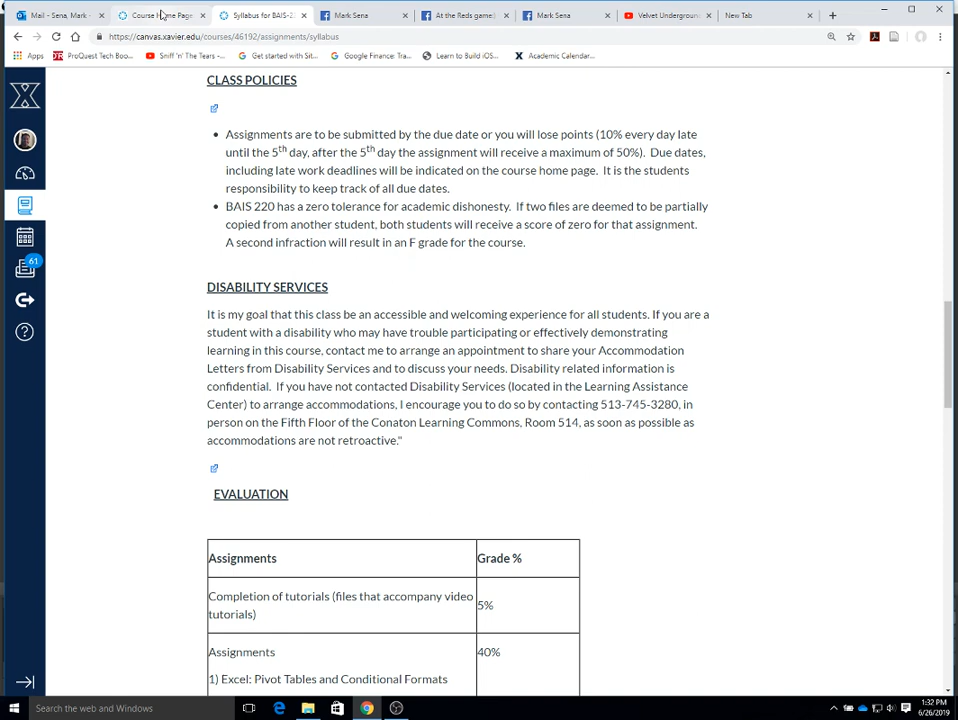 Mail - Sena, Mark -
Course Home Page
Syllabus for BAIS-2
Mark Sena
At the Reds game!
Mark Sena
Velvet Underground
New Tab
https://canvas.xavier.edu/courses/46192/assignments/syllabus
Apps
ProQuest Tech Boo...
Sniff 'n' The Tears -...
Get started with Sit...
Google Finance: Tra...
Learn to Build iOS...
Academic Calendar...
CLASS POLICIES
Assignments are to be submitted by the due date or you will lose points (10% every day late
until the 5th day, after the 5th day the assignment will receive a maximum of 50%). Due dates,
including late work deadlines will be indicated on the course home page. It is the students
responsibility to keep track of all due dates.
BAIS 220 has a zero tolerance for academic dishonesty. If two files are deemed to be partially
copied from another student, both students will receive a score of zero for that assignment.
A second infraction will result in an F grade for the course.
61
DISABILITY SERVICES
It is my goal that this class be an accessible and welcoming experience for all students. If you are a
student with a disability who may have trouble participating or effectively demonstrating
learning in this course, contact me to arrange an appointment to share your Accommodation
Letters from Disability Services and to discuss your needs. Disability related information is
confidential. If you have not contacted Disability Services (located in the Learning Assistance
Center) to arrange accommodations, I encourage you to do so by contacting 513-745-3280, in
person on the Fifth Floor of the Conaton Learning Commons, Room 514, as soon as possible as
accommodations are not retroactive."
EVALUATION
Assignments Grade %
Completion of tutorials (files that accompany video
tutorials) 5%
Assignments 40%
1) Excel: Pivot Tables and Conditional Formats
Search the web and Windows
1:32 PM
6/26/2019